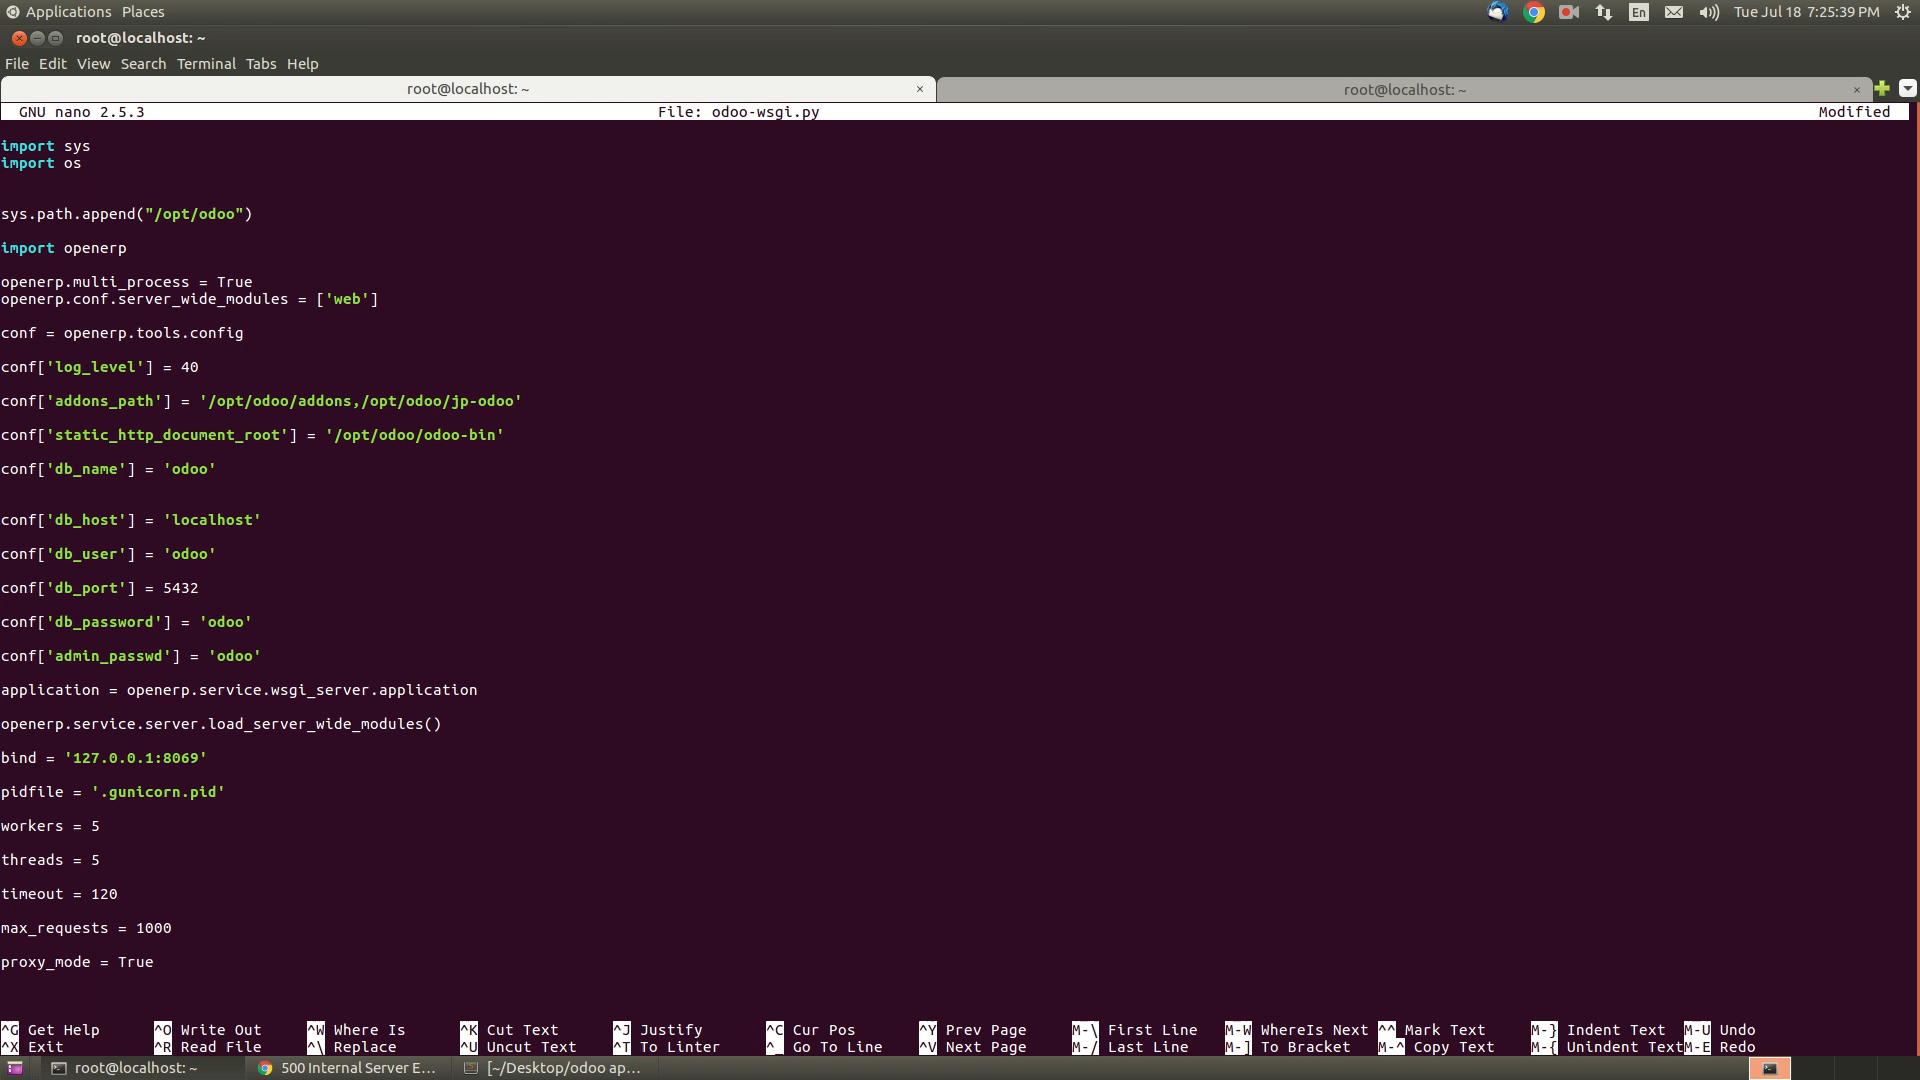 Applications Places
En Tue Jul 18 7:25:39 PM
root@localhost: ~
File Edit View Search Terminal Tabs Help
root@localhost: ~ × root@localhost: ~ ×
GNU nano 2.5.3 File: odoo-wsgi.py Modified
import sys
import os
sys.path.append("/opt/odoo")
import openerp
openerp.multi_process = True
openerp.conf.server_wide_modules = ['web']
conf = openerp.tools.config
conf['log_level'] = 40
conf['addons_path'] = '/opt/odoo/addons,/opt/odoo/jp-odoo'
conf['static_http_document_root'] = '/opt/odoo/odoo-bin'
conf['db_name'] = 'odoo'
conf['db_host'] = 'localhost'
conf['db_user'] = 'odoo'
conf['db_port'] = 5432
conf['db_password'] = 'odoo'
conf['admin_passwd'] = 'odoo'
application = openerp.service.wsgi_server.application
openerp.service.server.load_server_wide_modules()
bind = '127.0.0.1:8069'
pidfile = '.gunicorn.pid'
workers = 5
threads = 5
timeout = 120
max_requests = 1000
proxy_mode = True
^G Get Help ^O Write Out ^W Where Is ^K Cut Text ^J Justify ^C Cur Pos ^Y Prev Page M-\ First Line M-W WhereIs Next ^^ Mark Text M-} Indent Text M-U Undo
^X Exit ^R Read File ^\ Replace ^U Uncut Text ^T To Linter ^_ Go To Line ^V Next Page M-/ Last Line M-] To Bracket M-^ Copy Text M-{ Unindent Text M-E Redo
root@localhost: ~ 500 Internal Server E... [~/Desktop/odoo ap...